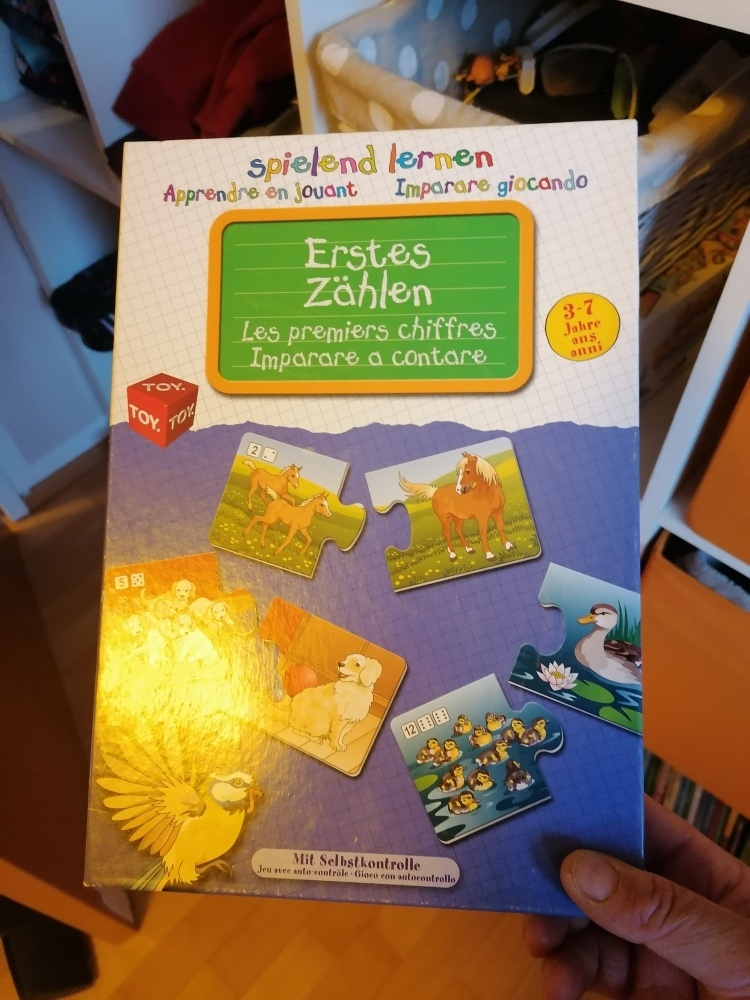 spielend lernen
Apprendre en jouant Imparare giocando
Erstes
Zählen
Les premiers chiffres
Imparare a contare
3-7
Jahre
ans
anni
TOY.
TOY. TOY.
2
5
12
Mit Selbstkontrolle
Jeu avec auto-contrôle · Gioco con autocontrollo